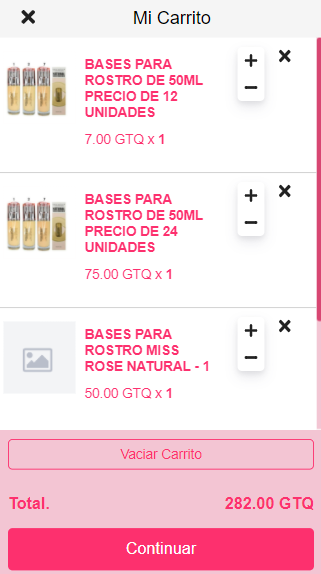 Mi Carrito
BASES PARA
ROSTRO DE 50ML
PRECIO DE 12
UNIDADES
7.00 GTQ x 1
BASES PARA
ROSTRO DE 50ML
PRECIO DE 24
UNIDADES
75.00 GTQ x 1
BASES PARA
ROSTRO MISS
ROSE NATURAL - 1
50.00 GTQ x 1
Vaciar Carrito
Total. 282.00 GTQ
Continuar